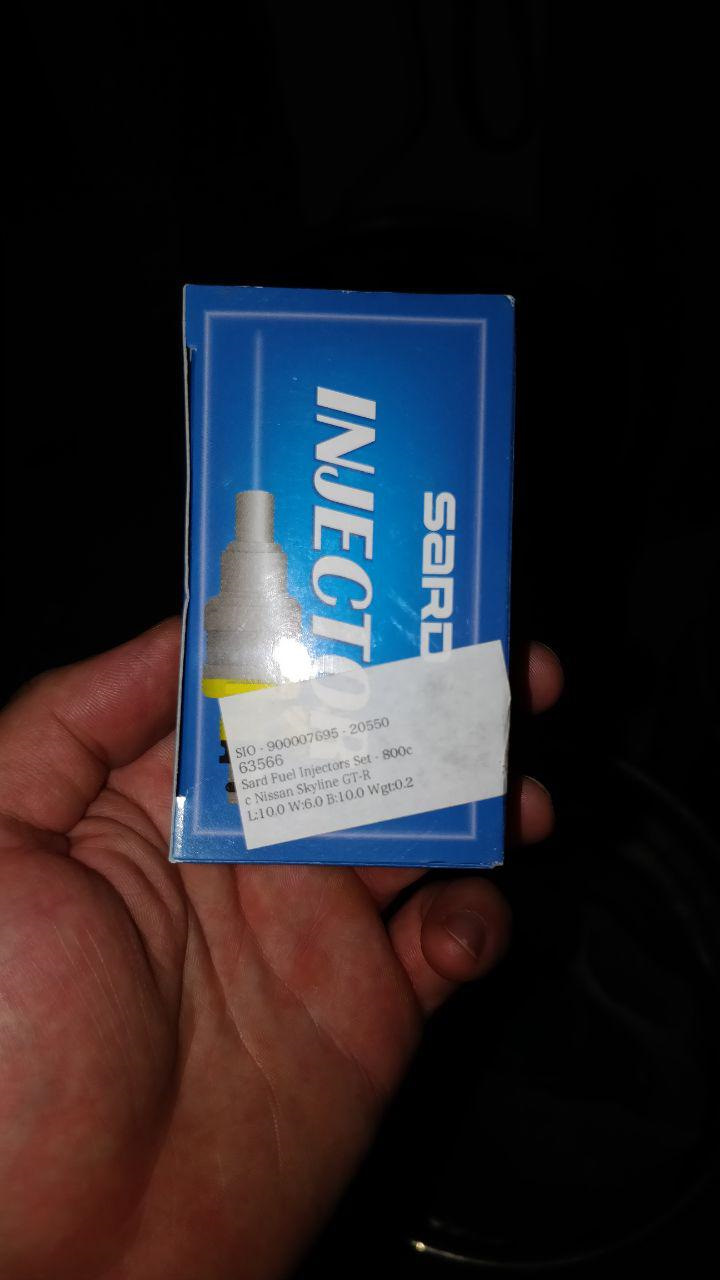 SARD
INJECTOR
SIO - 900007695 - 20550
63566
Sard Fuel Injectors Set - 800c
c Nissan Skyline GT-R
L:10.0 W:6.0 B:10.0 Wgt:0.2